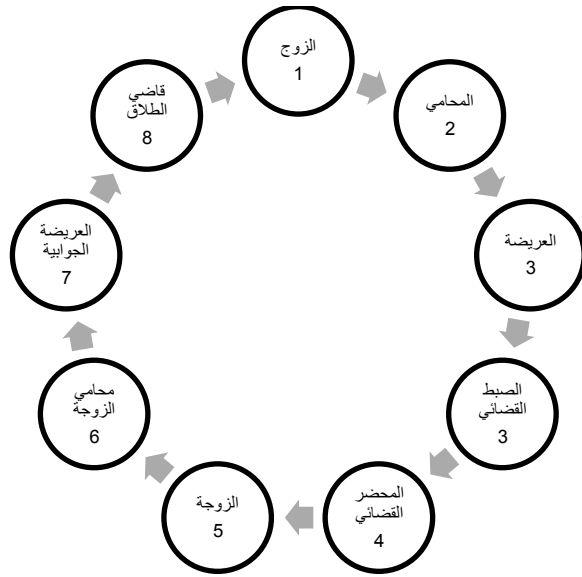 الزوج
1
المحامي
2
العريضة
3
الصبط
القضائي
3
المحضر
القضائي
4
الزوجة
5
محامي
الزوجة
6
العريضة
الجوابية
7
قاضي
الطلاق
8